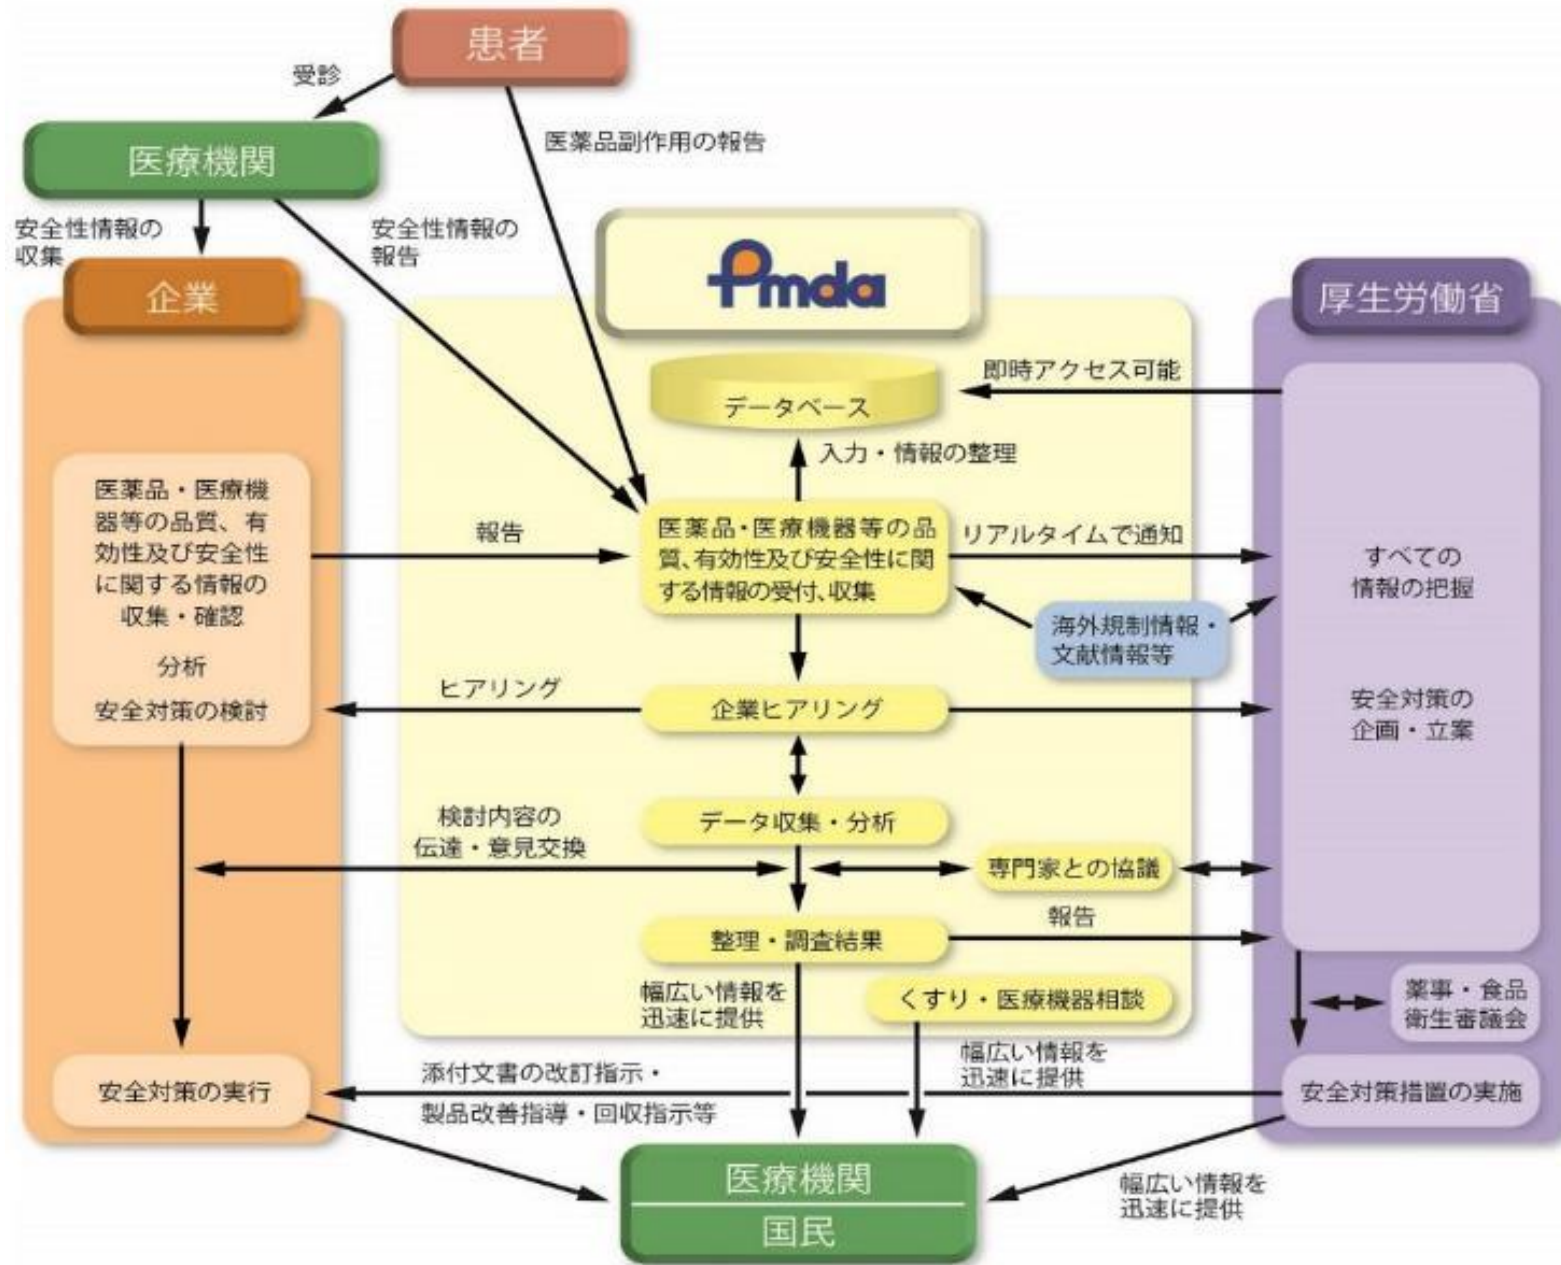 患者
受診
医療機関
医薬品副作用の報告
安全性情報の
収集
安全性情報の
報告
企業
pmda
厚生労働省
即時アクセス可能
データベース
入力・情報の整理
医薬品・医療機
器等の品質、有
効性及び安全性
に関する情報の
収集・確認
分析
安全対策の検討
報告
医薬品・医療機器等の品
質、有効性及び安全性に関
する情報の受付、収集
リアルタイムで通知
すべての
情報の把握
海外規制情報・
文献情報等
ヒアリング
企業ヒアリング
安全対策の
企画・立案
検討内容の
伝達・意見交換
データ収集・分析
専門家との協議
報告
整理・調査結果
幅広い情報を
迅速に提供
くすり・医療機器相談
薬事・食品
衛生審議会
幅広い情報を
迅速に提供
安全対策の実行
添付文書の改訂指示・
製品改善指導・回収指示等
安全対策措置の実施
医療機関
国民
幅広い情報を
迅速に提供